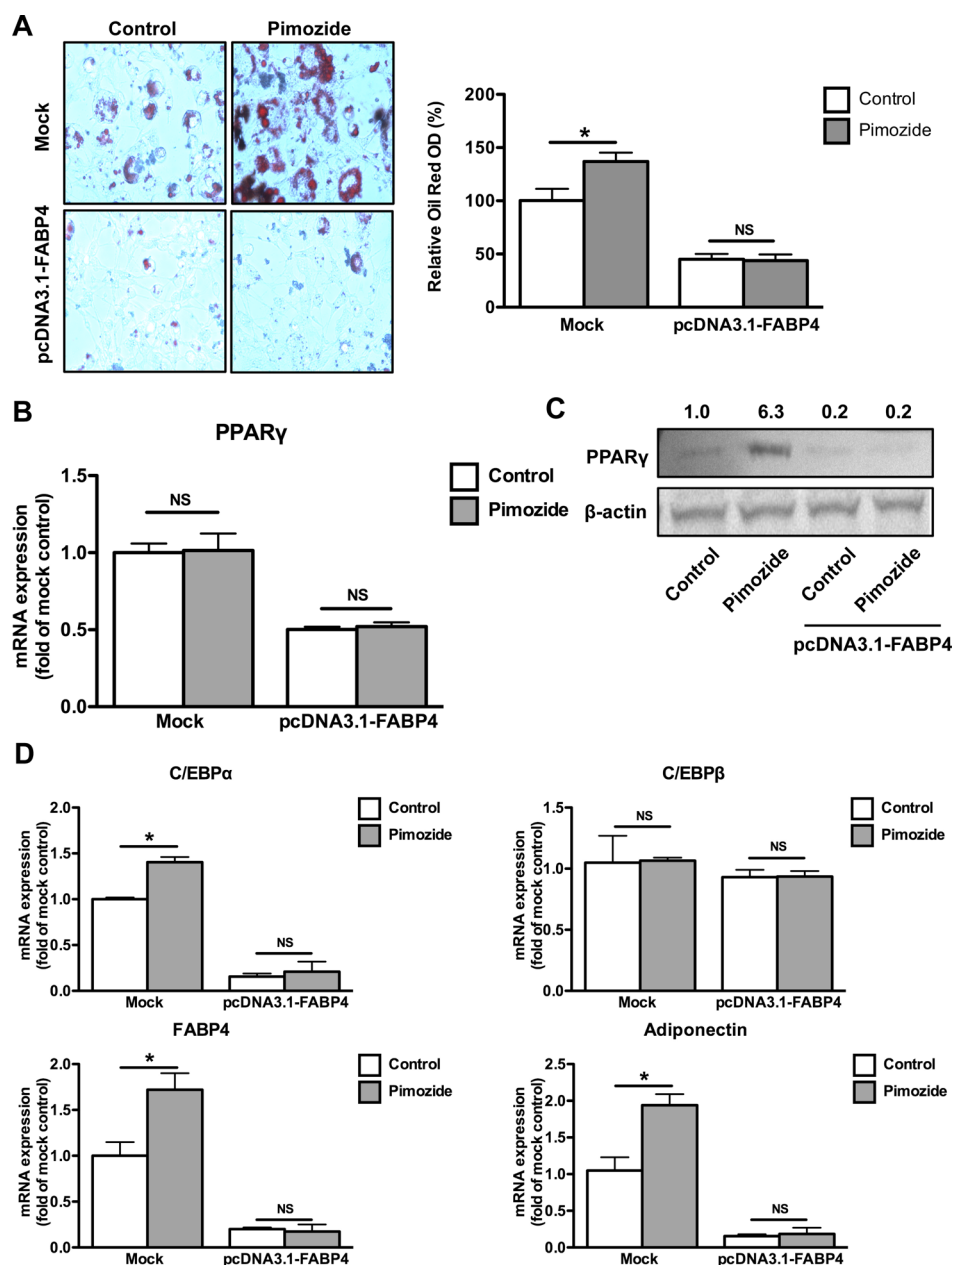 A
Control
Pimozide
Mock
pcDNA3.1-FABP4
Relative Oil Red OD (%)
200
150
100
50
0
*
NS
Mock
pcDNA3.1-FABP4
Control
Pimozide
B
PPARγ
mRNA expression
(fold of mock control)
1.5
1.0
0.5
0.0
NS
NS
Mock
pcDNA3.1-FABP4
Control
Pimozide
C
1.0 6.3 0.2 0.2
PPARγ
β-actin
Control
Pimozide
Control
Pimozide
pcDNA3.1-FABP4
D
C/EBPα
mRNA expression
(fold of mock control)
2.0
1.5
1.0
0.5
0.0
*
NS
Mock
pcDNA3.1-FABP4
Control
Pimozide
C/EBPβ
mRNA expression
(fold of mock control)
1.5
1.0
0.5
0.0
NS
NS
Mock
pcDNA3.1-FABP4
Control
Pimozide
FABP4
mRNA expression
(fold of mock control)
2.0
1.5
1.0
0.5
0.0
*
NS
Mock
pcDNA3.1-FABP4
Control
Pimozide
Adiponectin
mRNA expression
(fold of mock control)
2.5
2.0
1.5
1.0
0.5
0.0
*
NS
Mock
pcDNA3.1-FABP4
Control
Pimozide